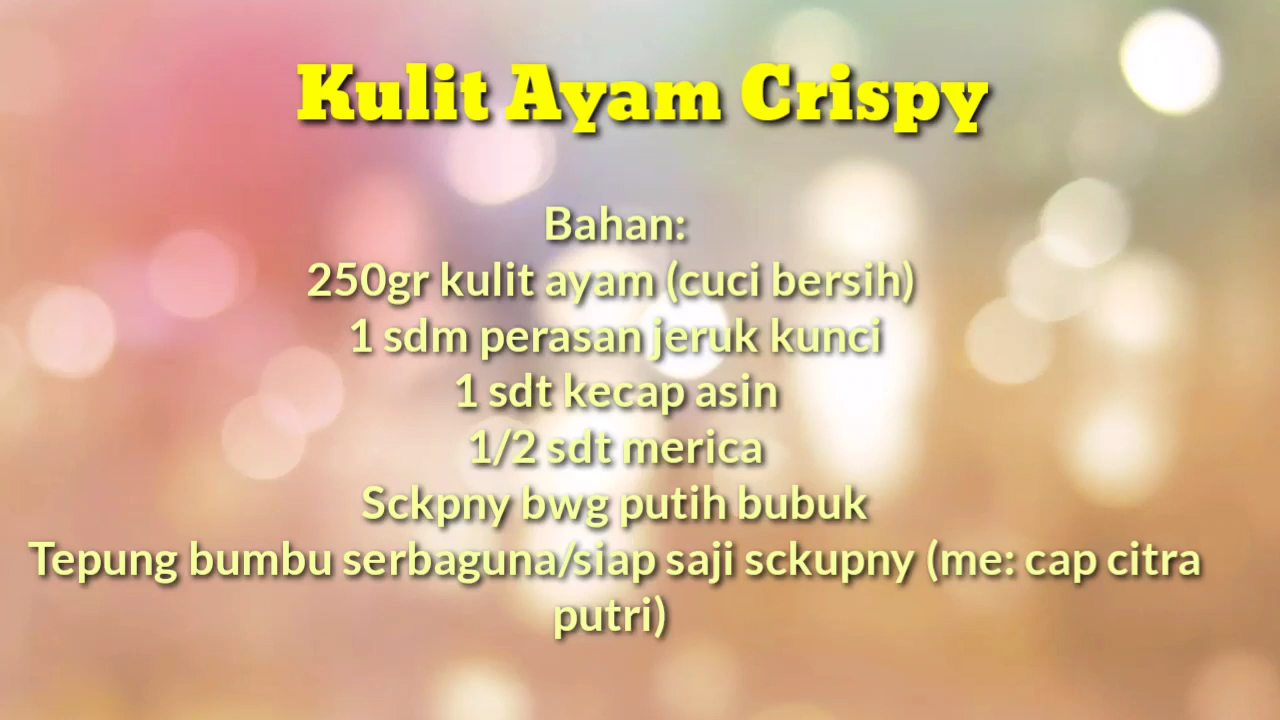 Kulit Ayam Crispy
Bahan:
250gr kulit ayam (cuci bersih)
1 sdm perasan jeruk kunci
1 sdt kecap asin
1/2 sdt merica
Sckpny bwg putih bubuk
Tepung bumbu serbaguna/siap saji sckupny (me: cap citra
putri)